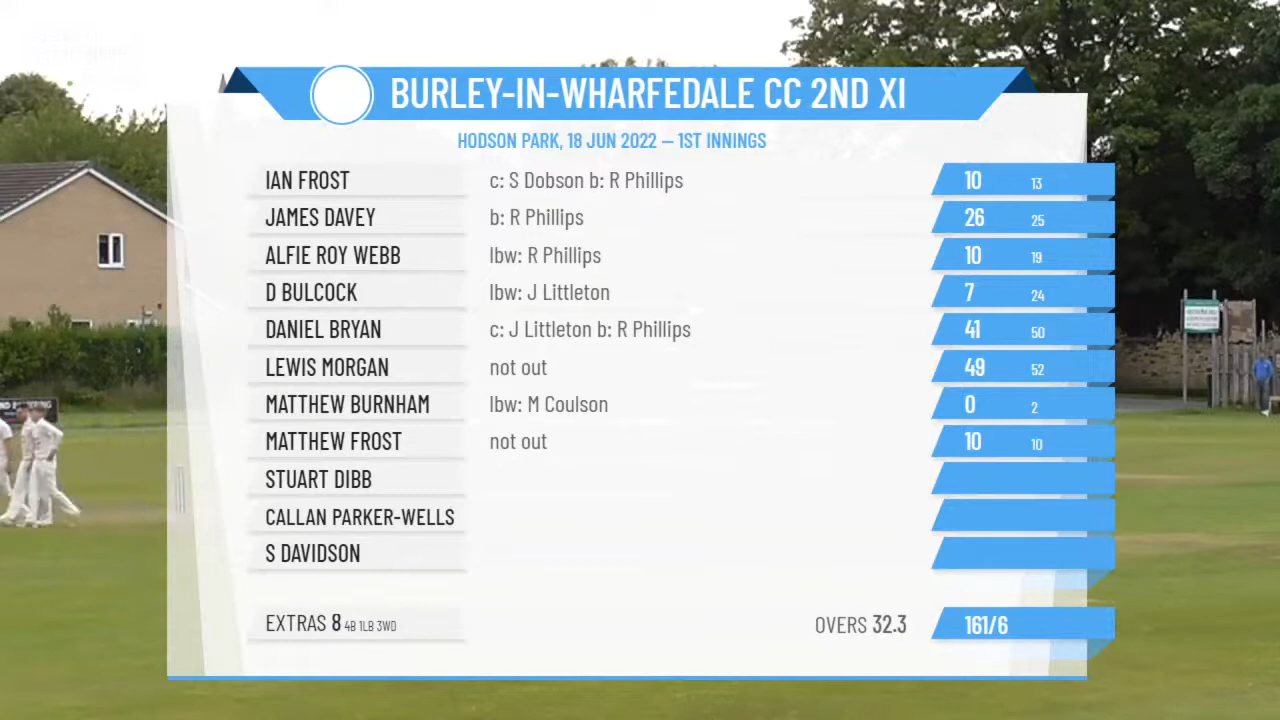 BURLEY-IN-WHARFEDALE CC 2ND XI
HODSON PARK, 18 JUN 2022 – 1ST INNINGS
IAN FROST c: S Dobson b: R Phillips 10 13
JAMES DAVEY b: R Phillips 26 25
ALFIE ROY WEBB lbw: R Phillips 10 19
D BULCOCK lbw: J Littleton 7 24
DANIEL BRYAN c: J Littleton b: R Phillips 41 50
LEWIS MORGAN not out 49 52
MATTHEW BURNHAM lbw: M Coulson 0 2
MATTHEW FROST not out 10 10
STUART DIBB
CALLAN PARKER-WELLS
S DAVIDSON
EXTRAS 8 4B 1LB 3WD OVERS 32.3 161/6